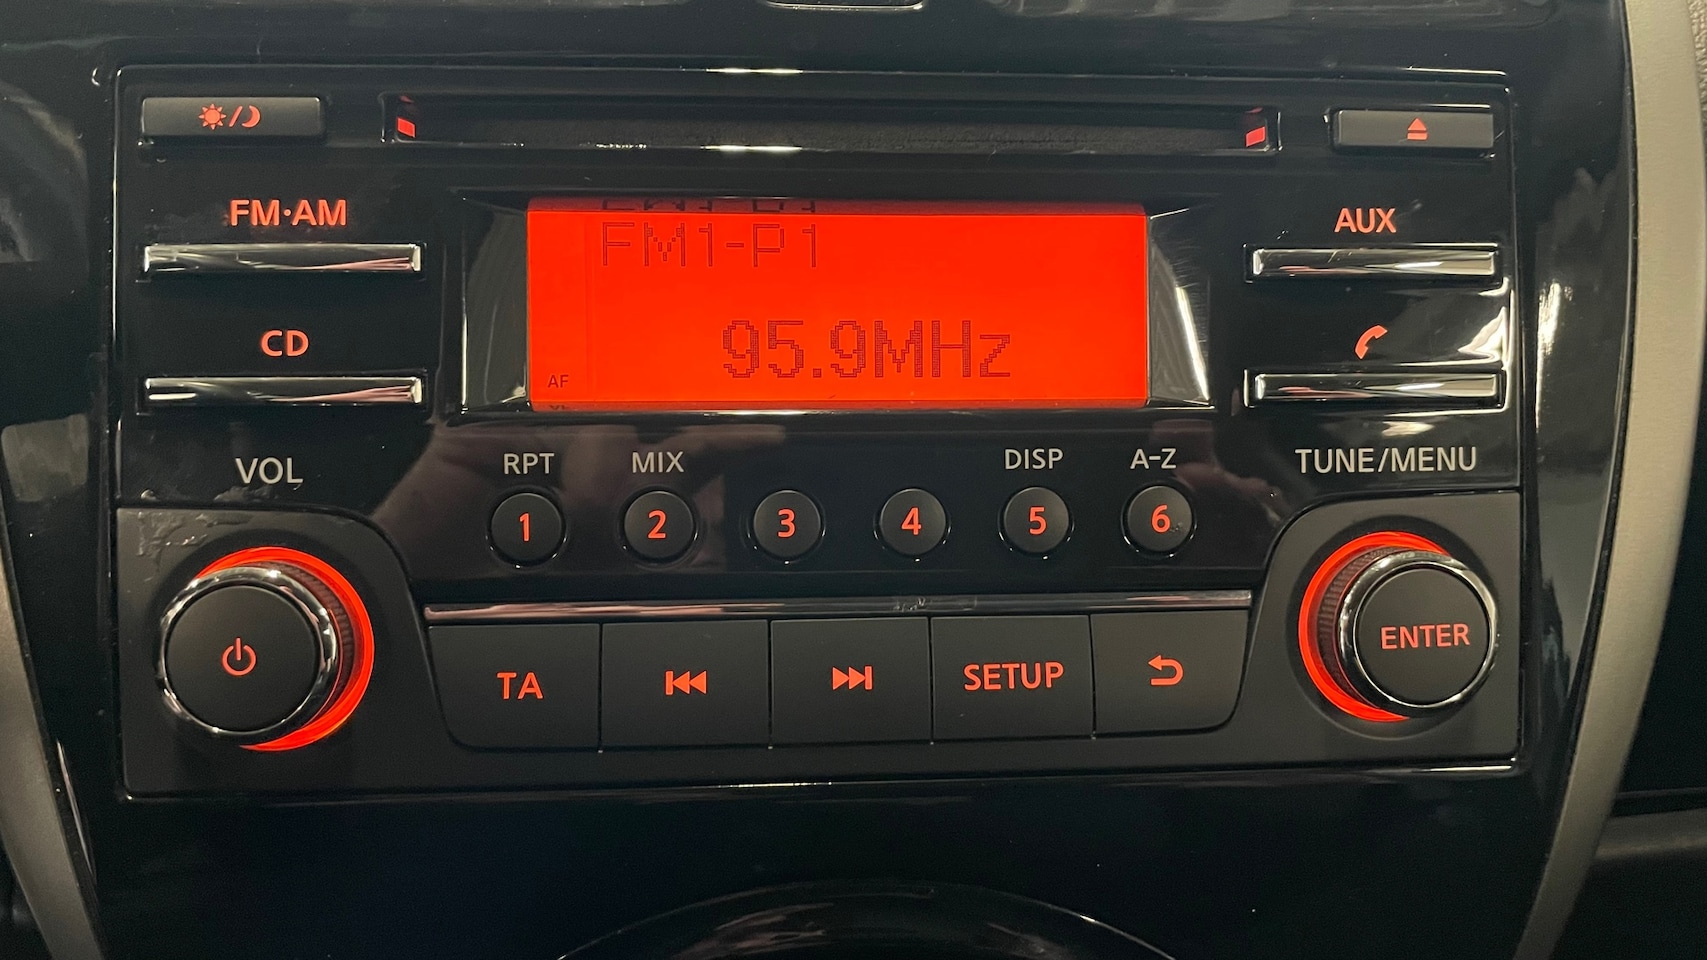 FM·AM
CD
VOL
FM1-P1
95.9MHz
AF
AUX
TUNE/MENU
RPT
MIX
DISP
A-Z
1
2
3
4
5
6
TA
SETUP
ENTER